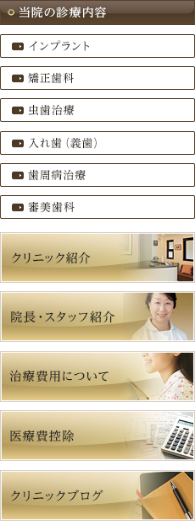 当院の診療内容
インプラント
矯正歯科
虫歯治療
入れ歯（義歯）
歯周病治療
審美歯科
クリニック紹介
院長・スタッフ紹介
治療費用について
医療費控除
クリニックブログ